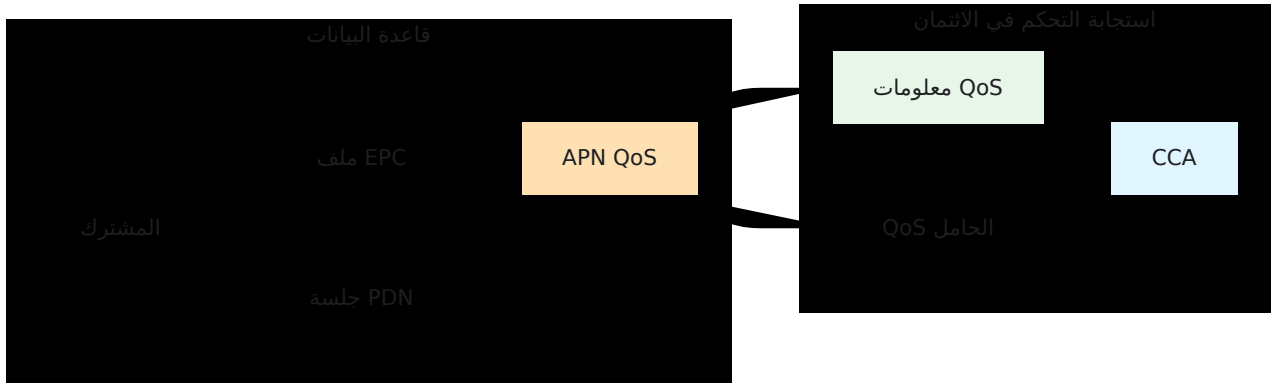 قاعدة البيانات
المشترك
ملف EPC
جلسة PDN
APN QoS
استجابة التحكم في الائتمان
معلومات QoS
QoS الحامل
CCA